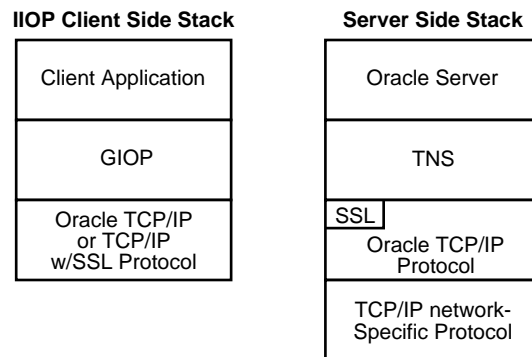 IIOP Client Side Stack
Client Application
GIOP
Oracle TCP/IP
or TCP/IP
w/SSL Protocol
Server Side Stack
Oracle Server
TNS
SSL
Oracle TCP/IP
Protocol
TCP/IP network-
Specific Protocol